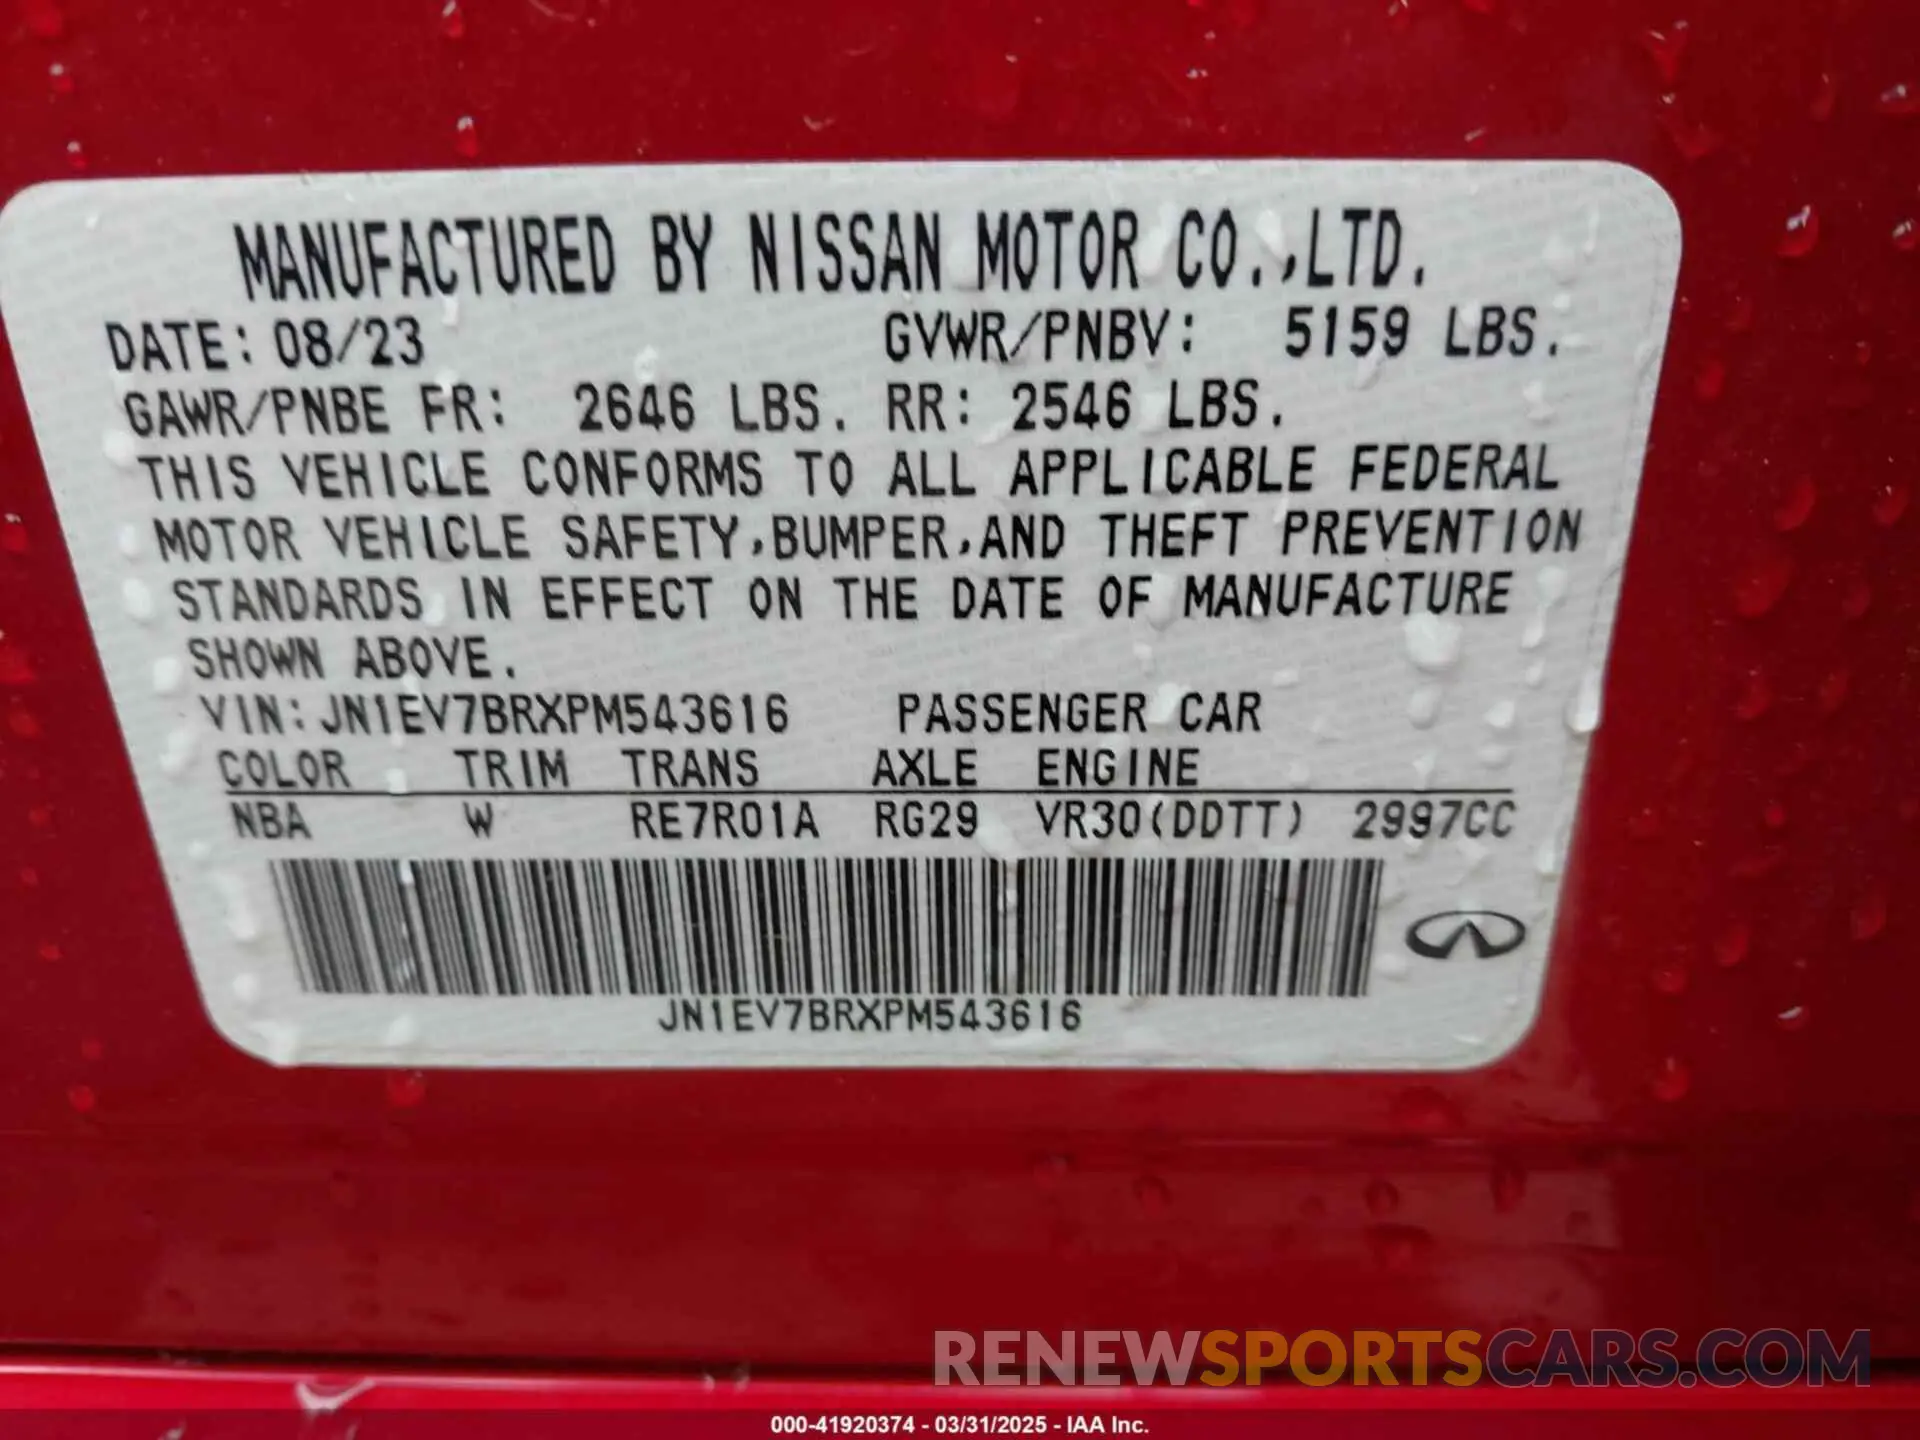 MANUFACTURED BY NISSAN MOTOR CO.,LTD.
DATE: 08/23 GVWR/PNBV: 5159 LBS.
GAWR/PNBE FR: 2646 LBS. RR: 2546 LBS.
THIS VEHICLE CONFORMS TO ALL APPLICABLE FEDERAL
MOTOR VEHICLE SAFETY,BUMPER,AND THEFT PREVENTION
STANDARDS IN EFFECT ON THE DATE OF MANUFACTURE
SHOWN ABOVE.
VIN:JN1EV7BRXPM543616 PASSENGER CAR
COLOR TRIM TRANS AXLE ENGINE
NBA W RE7R01A RG29 VR30(DDTT) 2997CC
JN1EV7BRXPM543616
RENEWSPORTSCARS.COM
000-41920374 - 03/31/2025 - IAA Inc.